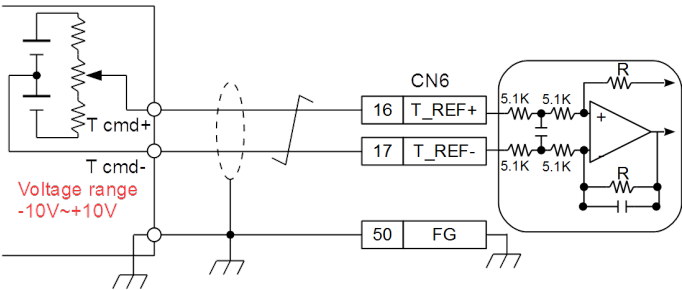 CN6
T cmd+
16 T_REF+
T cmd-
17 T_REF-
Voltage range
-10V~+10V
50 FG
R
5.1K 5.1K
+
-
5.1K 5.1K
R